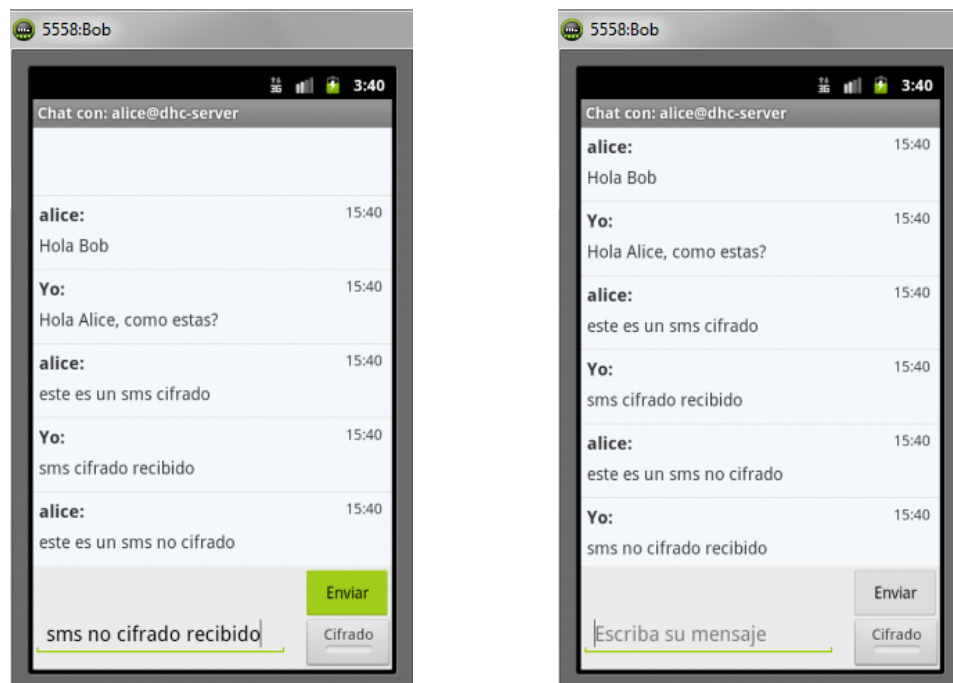 5558:Bob
3G 3:40
Chat con: alice@dhc-server
alice: 15:40
Hola Bob
Yo: 15:40
Hola Alice, como estas?
alice: 15:40
este es un sms cifrado
Yo: 15:40
sms cifrado recibido
alice: 15:40
este es un sms no cifrado
Enviar
sms no cifrado recibido
Cifrado
5558:Bob
3G 3:40
Chat con: alice@dhc-server
alice: 15:40
Hola Bob
Yo: 15:40
Hola Alice, como estas?
alice: 15:40
este es un sms cifrado
Yo: 15:40
sms cifrado recibido
alice: 15:40
este es un sms no cifrado
Yo: 15:40
sms no cifrado recibido
Enviar
Escriba su mensaje
Cifrado